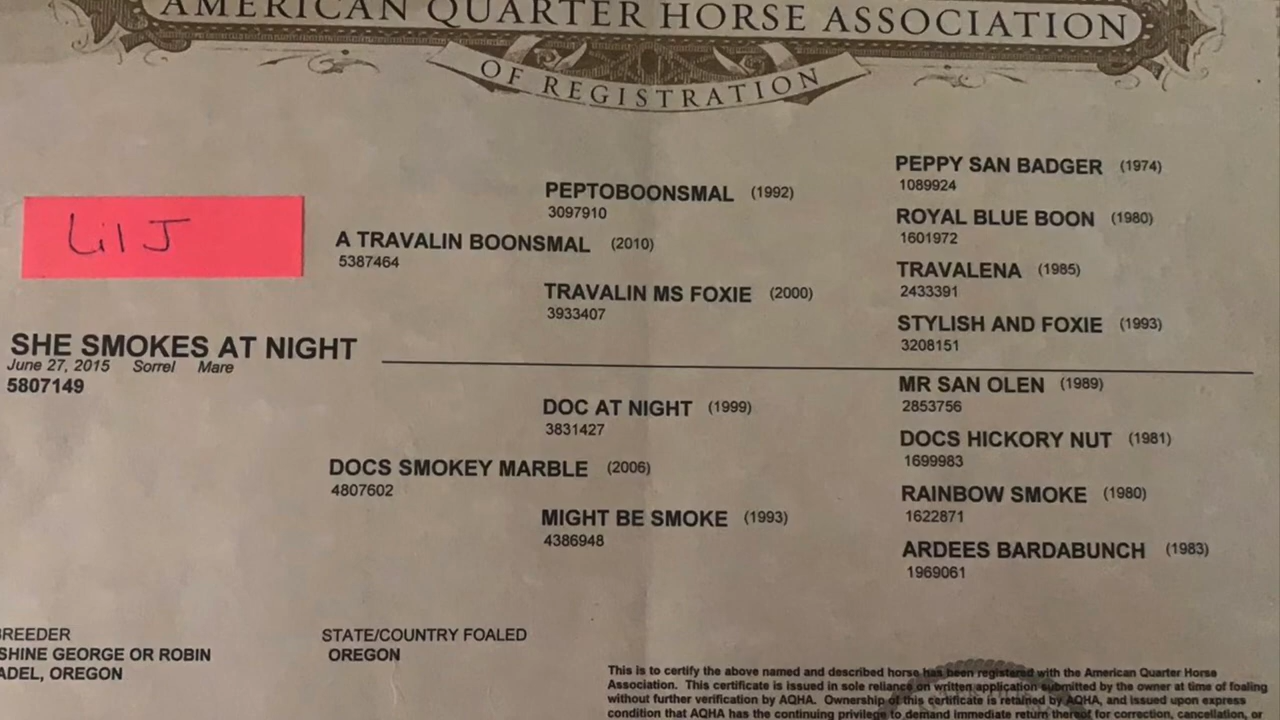 AMERICAN QUARTER HORSE ASSOCIATION
OF REGISTRATION
Lil J
PEPPY SAN BADGER (1974)
1089924
PEPTOBOONSMAL (1992)
3097910
ROYAL BLUE BOON (1980)
1601972
A TRAVALIN BOONSMAL (2010)
5387464
TRAVALENA (1985)
2433391
TRAVALIN MS FOXIE (2000)
3933407
STYLISH AND FOXIE (1993)
3208151
SHE SMOKES AT NIGHT
June 27, 2015 Sorrel Mare
5807149
MR SAN OLEN (1989)
2853756
DOC AT NIGHT (1999)
3831427
DOCS HICKORY NUT (1981)
1699983
DOCS SMOKEY MARBLE (2006)
4807602
RAINBOW SMOKE (1980)
1622871
MIGHT BE SMOKE (1993)
4386948
ARDEES BARDABUNCH (1983)
1969061
BREEDER
SHINE GEORGE OR ROBIN
ADEL, OREGON
STATE/COUNTRY FOALED
OREGON
This is to certify the above named and described horse has been registered with the American Quarter Horse
Association. This certificate is issued in sole reliance on written application submitted by the owner at time of foaling
without further verification by AQHA. Ownership of this certificate is retained by AQHA, and issued upon express
condition that AQHA has the continuing privilege to demand immediate return thereof for correction, cancellation, or